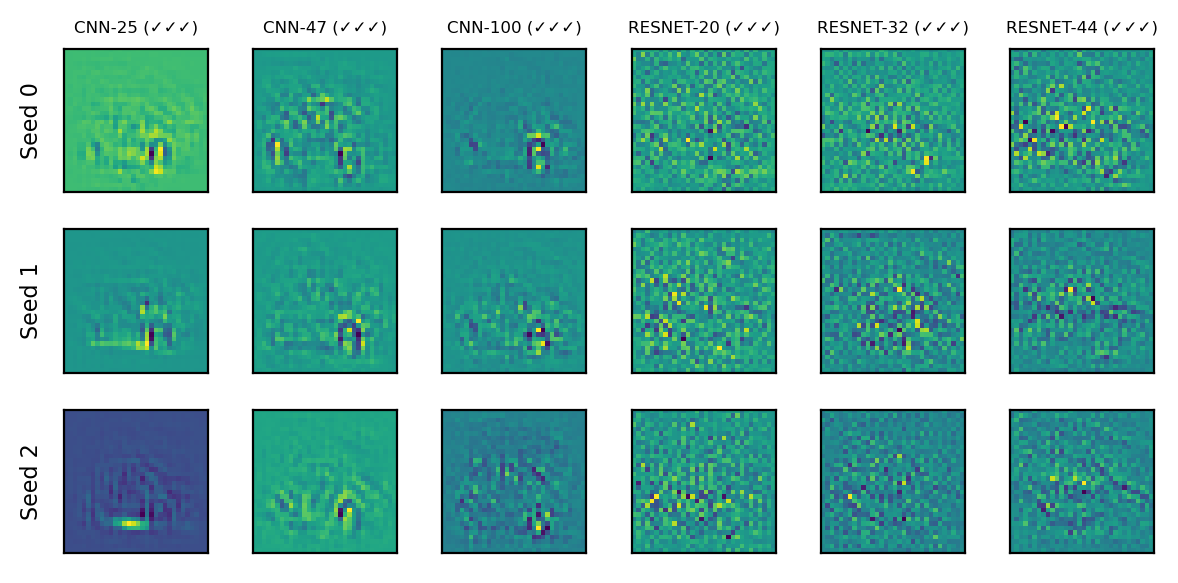 CNN-25 (✓✓✓) CNN-47 (✓✓✓) CNN-100 (✓✓✓) RESNET-20 (✓✓✓) RESNET-32 (✓✓✓) RESNET-44 (✓✓✓)
Seed 0
Seed 1
Seed 2